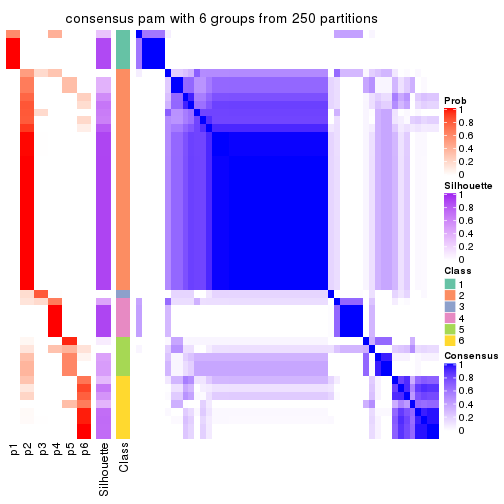 consensus pam with 6 groups from 250 partitions
Prob
1
0.8
0.6
0.4
0.2
0
Silhouette
1
0.8
0.6
0.4
0.2
0
Class
1
2
3
4
5
6
Consensus
1
0.8
0.6
0.4
0.2
0
p1
p2
p3
p4
p5
p6
Silhouette
Class